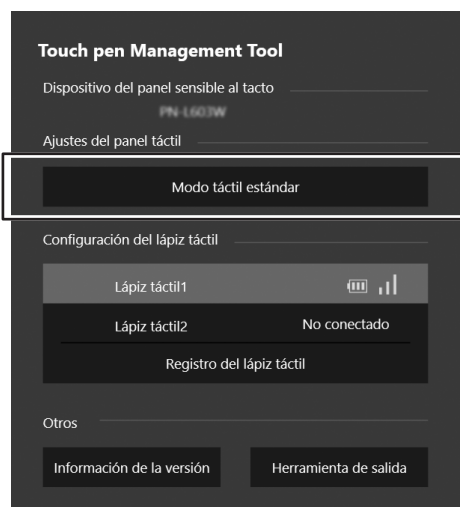 Touch pen Management Tool
Dispositivo del panel sensible al tacto
PN-L603W
Ajustes del panel táctil
Modo táctil estándar
Configuración del lápiz táctil
Lápiz táctil1
Lápiz táctil2 No conectado
Registro del lápiz táctil
Otros
Información de la versión Herramienta de salida